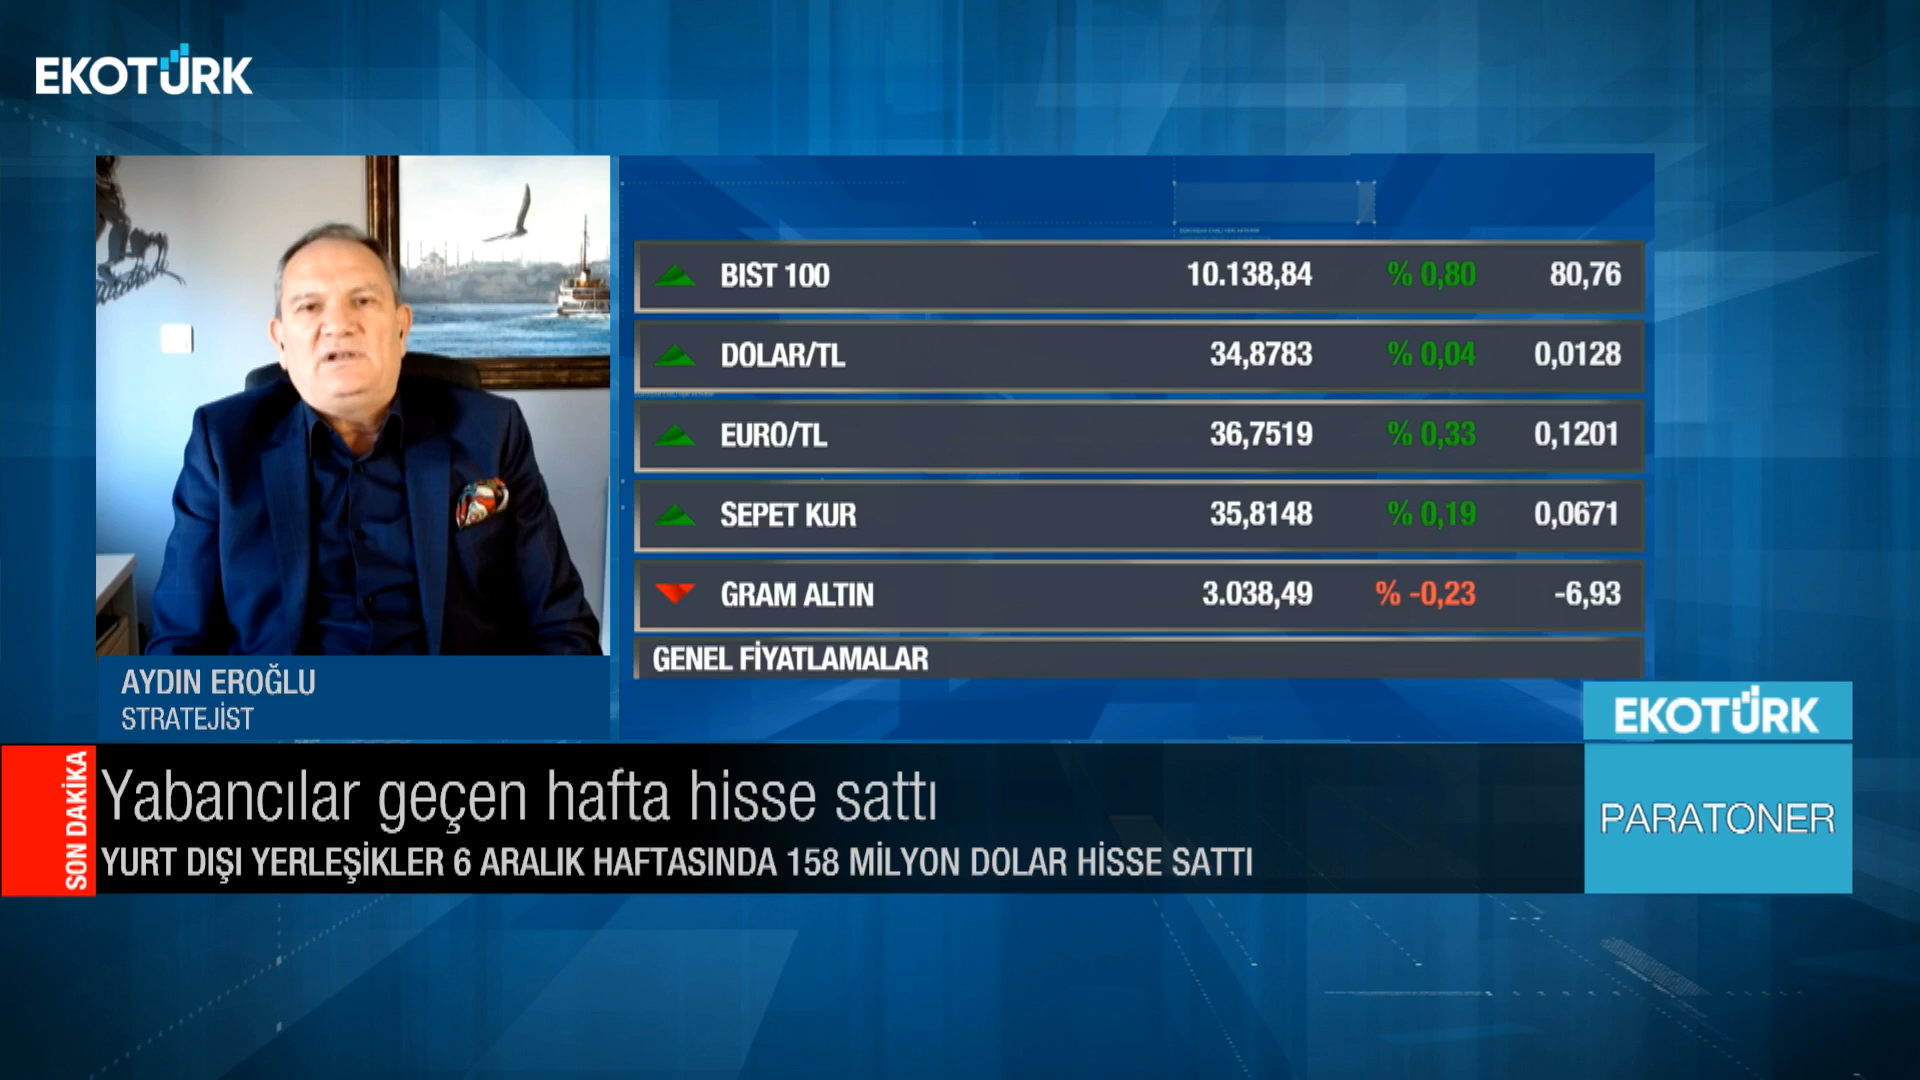 EKOTÜRK
BIST 100 10.138,84 % 0,80 80,76
DOLAR/TL 34,8783 % 0,04 0,0128
EURO/TL 36,7519 % 0,33 0,1201
SEPET KUR 35,8148 % 0,19 0,0671
GRAM ALTIN 3.038,49 % -0,23 -6,93
GENEL FİYATLAMALAR
AYDIN EROĞLU
STRATEJİST
EKOTÜRK
PARATONER
SON DAKİKA
Yabancılar geçen hafta hisse sattı
YURT DIŞI YERLEŞİKLER 6 ARALIK HAFTASINDA 158 MİLYON DOLAR HİSSE SATTI